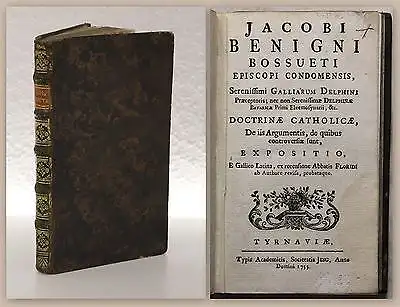 JACOBI
BENIGNI
BOSSUETI
EPISCOPI CONDOMENSIS,
Serenissimi GALLIARUM DELPHINI
Præceptoris; nec non Serenissimæ DELPHINÆ
Primi Eleemosynarii, &c.
DOCTRINÆ CATHOLICÆ,
De iis Argumentis, de quibus
controversiæ sunt,
EXPOSITIO,
E Gallico Latina, ex recensione Abbatis FLORIDI
ab Authore revisa, probataque.
TYRNAVIÆ,
Typis Academicis, Societatis JESU, Anno
Domini 1755.